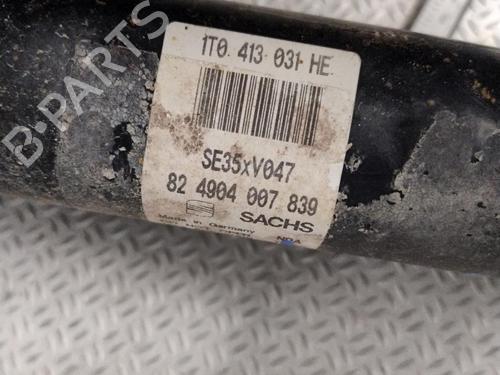 1T0 413 031 HE
SE35xV047
82 4904 007 839
SACHS
Made in Germany
B-PARTS